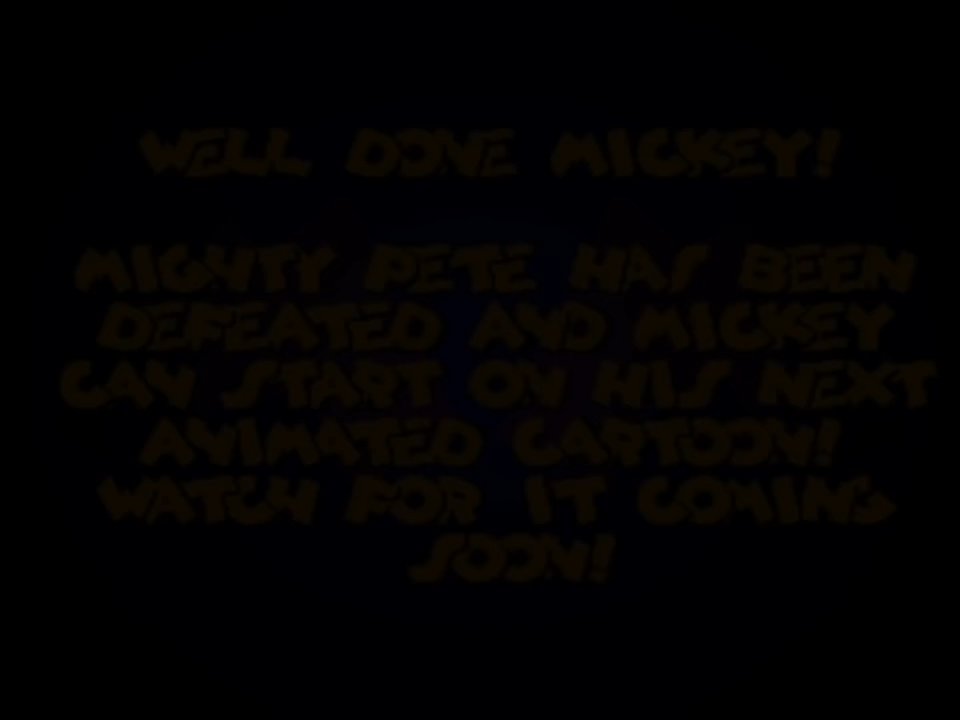 WELL DONE MICKEY!
MIGHTY PETE HAS BEEN
DEFEATED AND MICKEY
CAN START ON HIS NEXT
ANIMATED CARTOON!
WATCH FOR IT COMING
SOON!